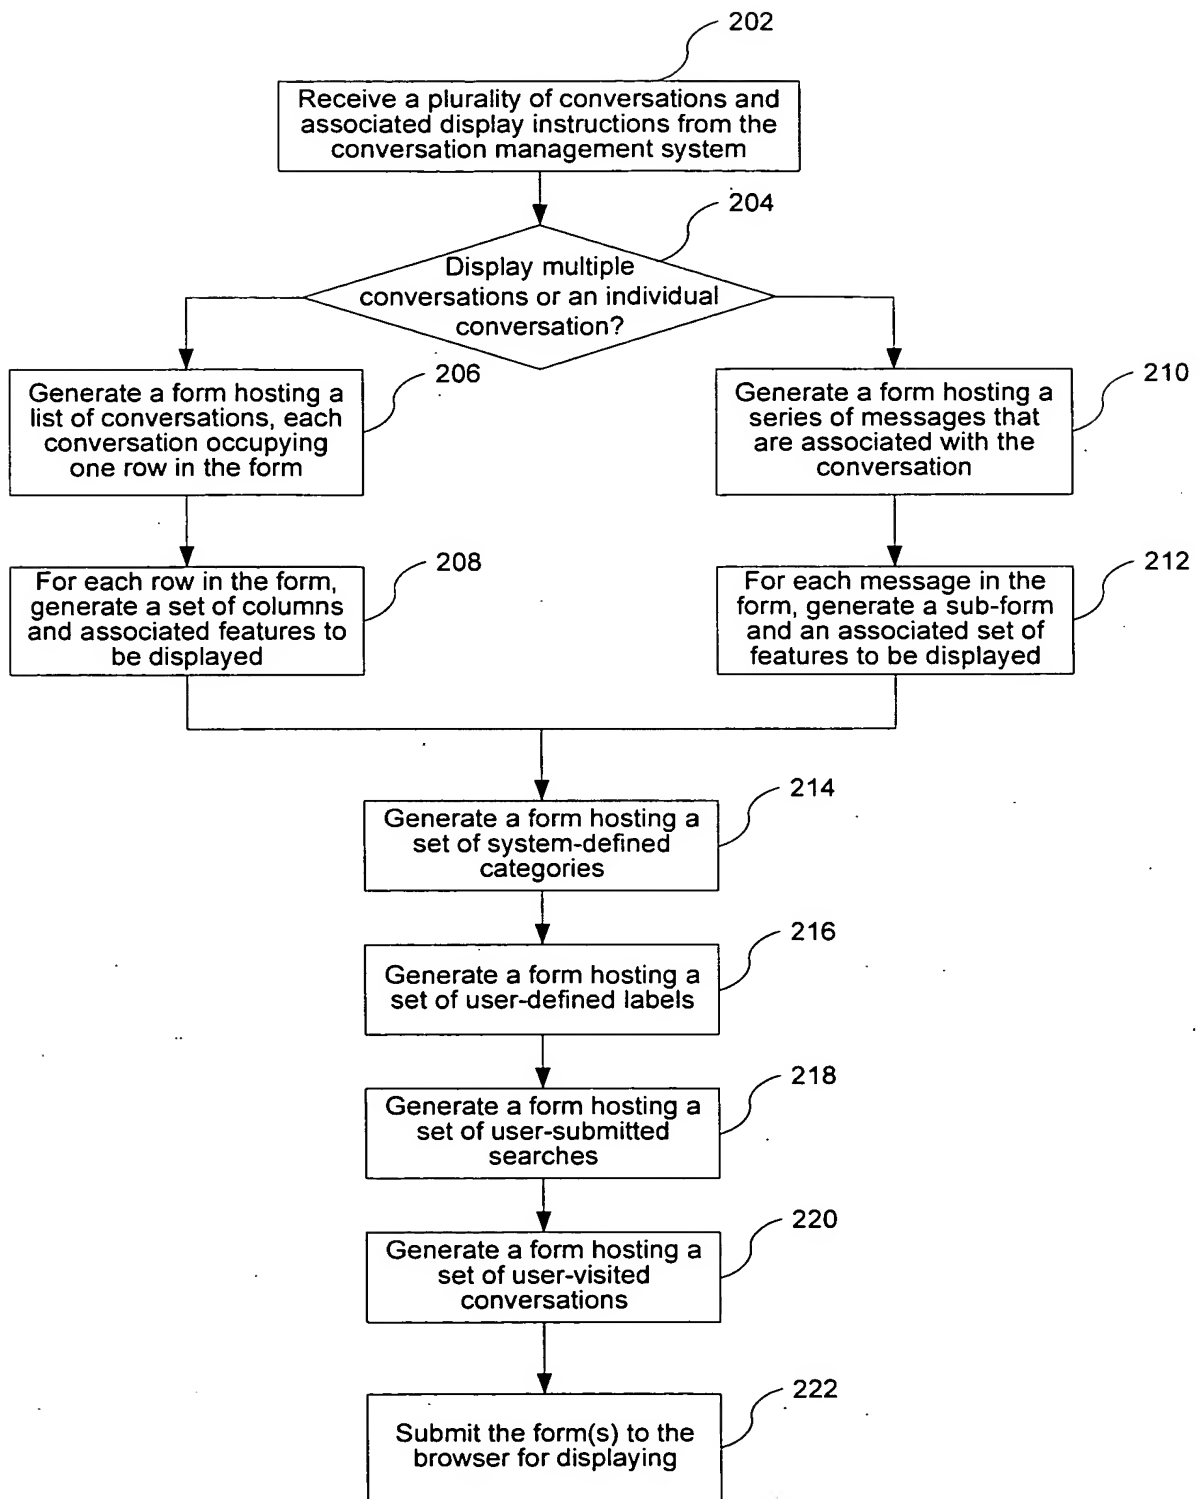 202
Receive a plurality of conversations and
associated display instructions from the
conversation management system
204
Display multiple
conversations or an individual
conversation?
206
Generate a form hosting a
list of conversations, each
conversation occupying
one row in the form
210
Generate a form hosting a
series of messages that
are associated with the
conversation
208
For each row in the form,
generate a set of columns
and associated features to
be displayed
212
For each message in the
form, generate a sub-form
and an associated set of
features to be displayed
214
Generate a form hosting a
set of system-defined
categories
216
Generate a form hosting a
set of user-defined labels
218
Generate a form hosting a
set of user-submitted
searches
220
Generate a form hosting a
set of user-visited
conversations
222
Submit the form(s) to the
browser for displaying